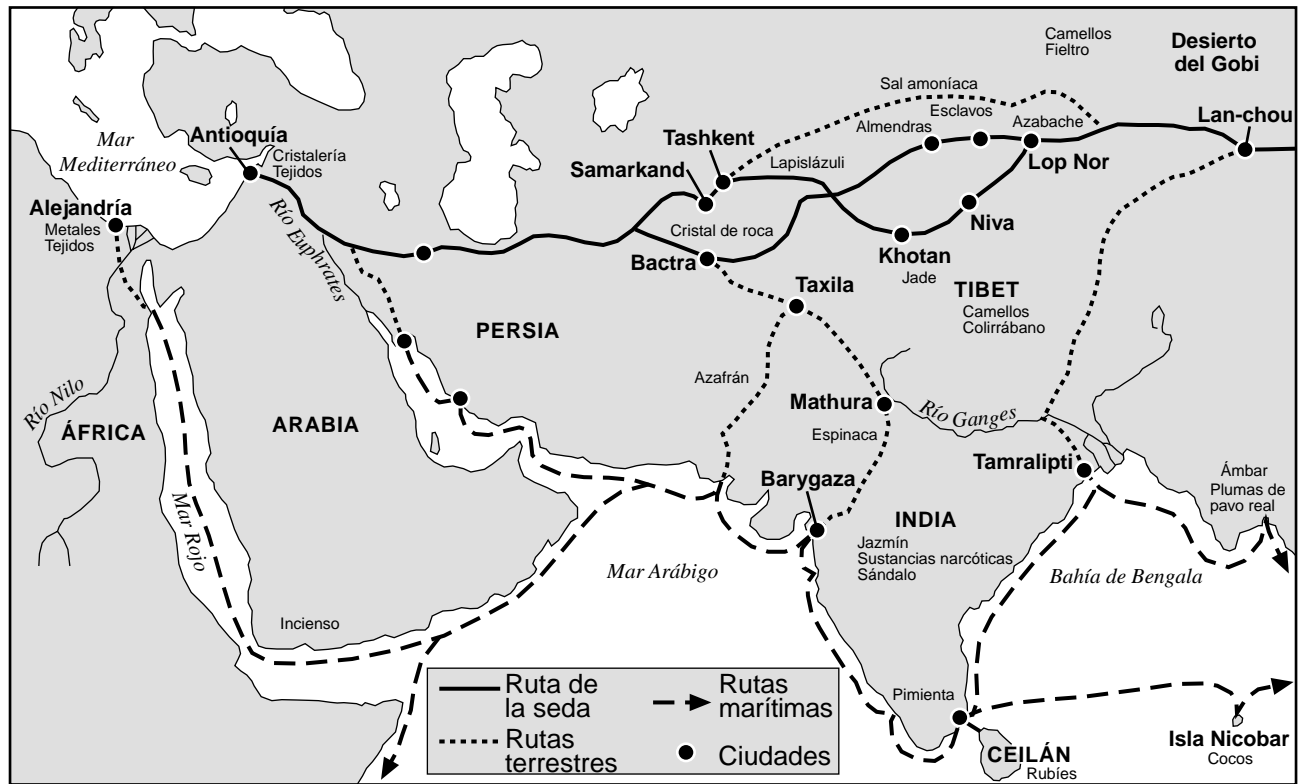 Camellos
Fieltro
Desierto
del Gobi
Sal amoníaca
Esclavos
Azabache
Almendras
Lan-chou
Mar
Mediterráneo
Antioquía
Cristalería
Tejidos
Tashkent
Lapislázuli
Lop Nor
Samarkand
Alejandría
Metales
Tejidos
Río Euphrates
Cristal de roca
Niva
Bactra
Khotan
Jade
Taxila
TIBET
Camellos
Colirrábano
PERSIA
Azafrán
Río Nilo
Mathura
Río Ganges
ÁFRICA
ARABIA
Espinaca
Tamralipti
Barygaza
Ámbar
Plumas de
pavo real
Mar Rojo
INDIA
Jazmín
Sustancias narcóticas
Sándalo
Mar Arábigo
Bahía de Bengala
Incienso
Pimienta
Ruta de
la seda
Rutas
marítimas
Rutas
terrestres
Ciudades
CEILÁN
Rubíes
Isla Nicobar
Cocos